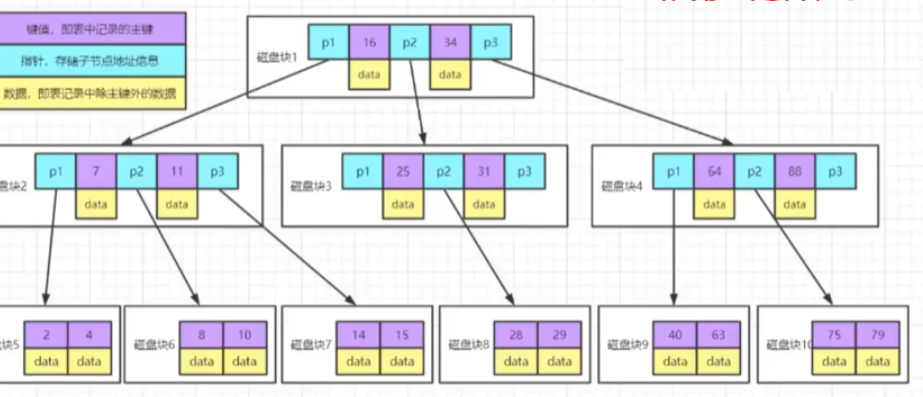 键值，即表中记录的主键
指针，存储子节点地址信息
数据，即表记录中除主键外的数据
磁盘块1
p1 16 p2 34 p3
data data
盘块2
p1 7 p2 11 p3
data data
磁盘块3
p1 25 p2 31 p3
data data
磁盘块4
p1 64 p2 88 p3
data data
块5
2 4
data data
磁盘块6
8 10
data data
磁盘块7
14 15
data data
磁盘块8
28 29
data data
磁盘块9
40 63
data data
磁盘块10
75 79
data data